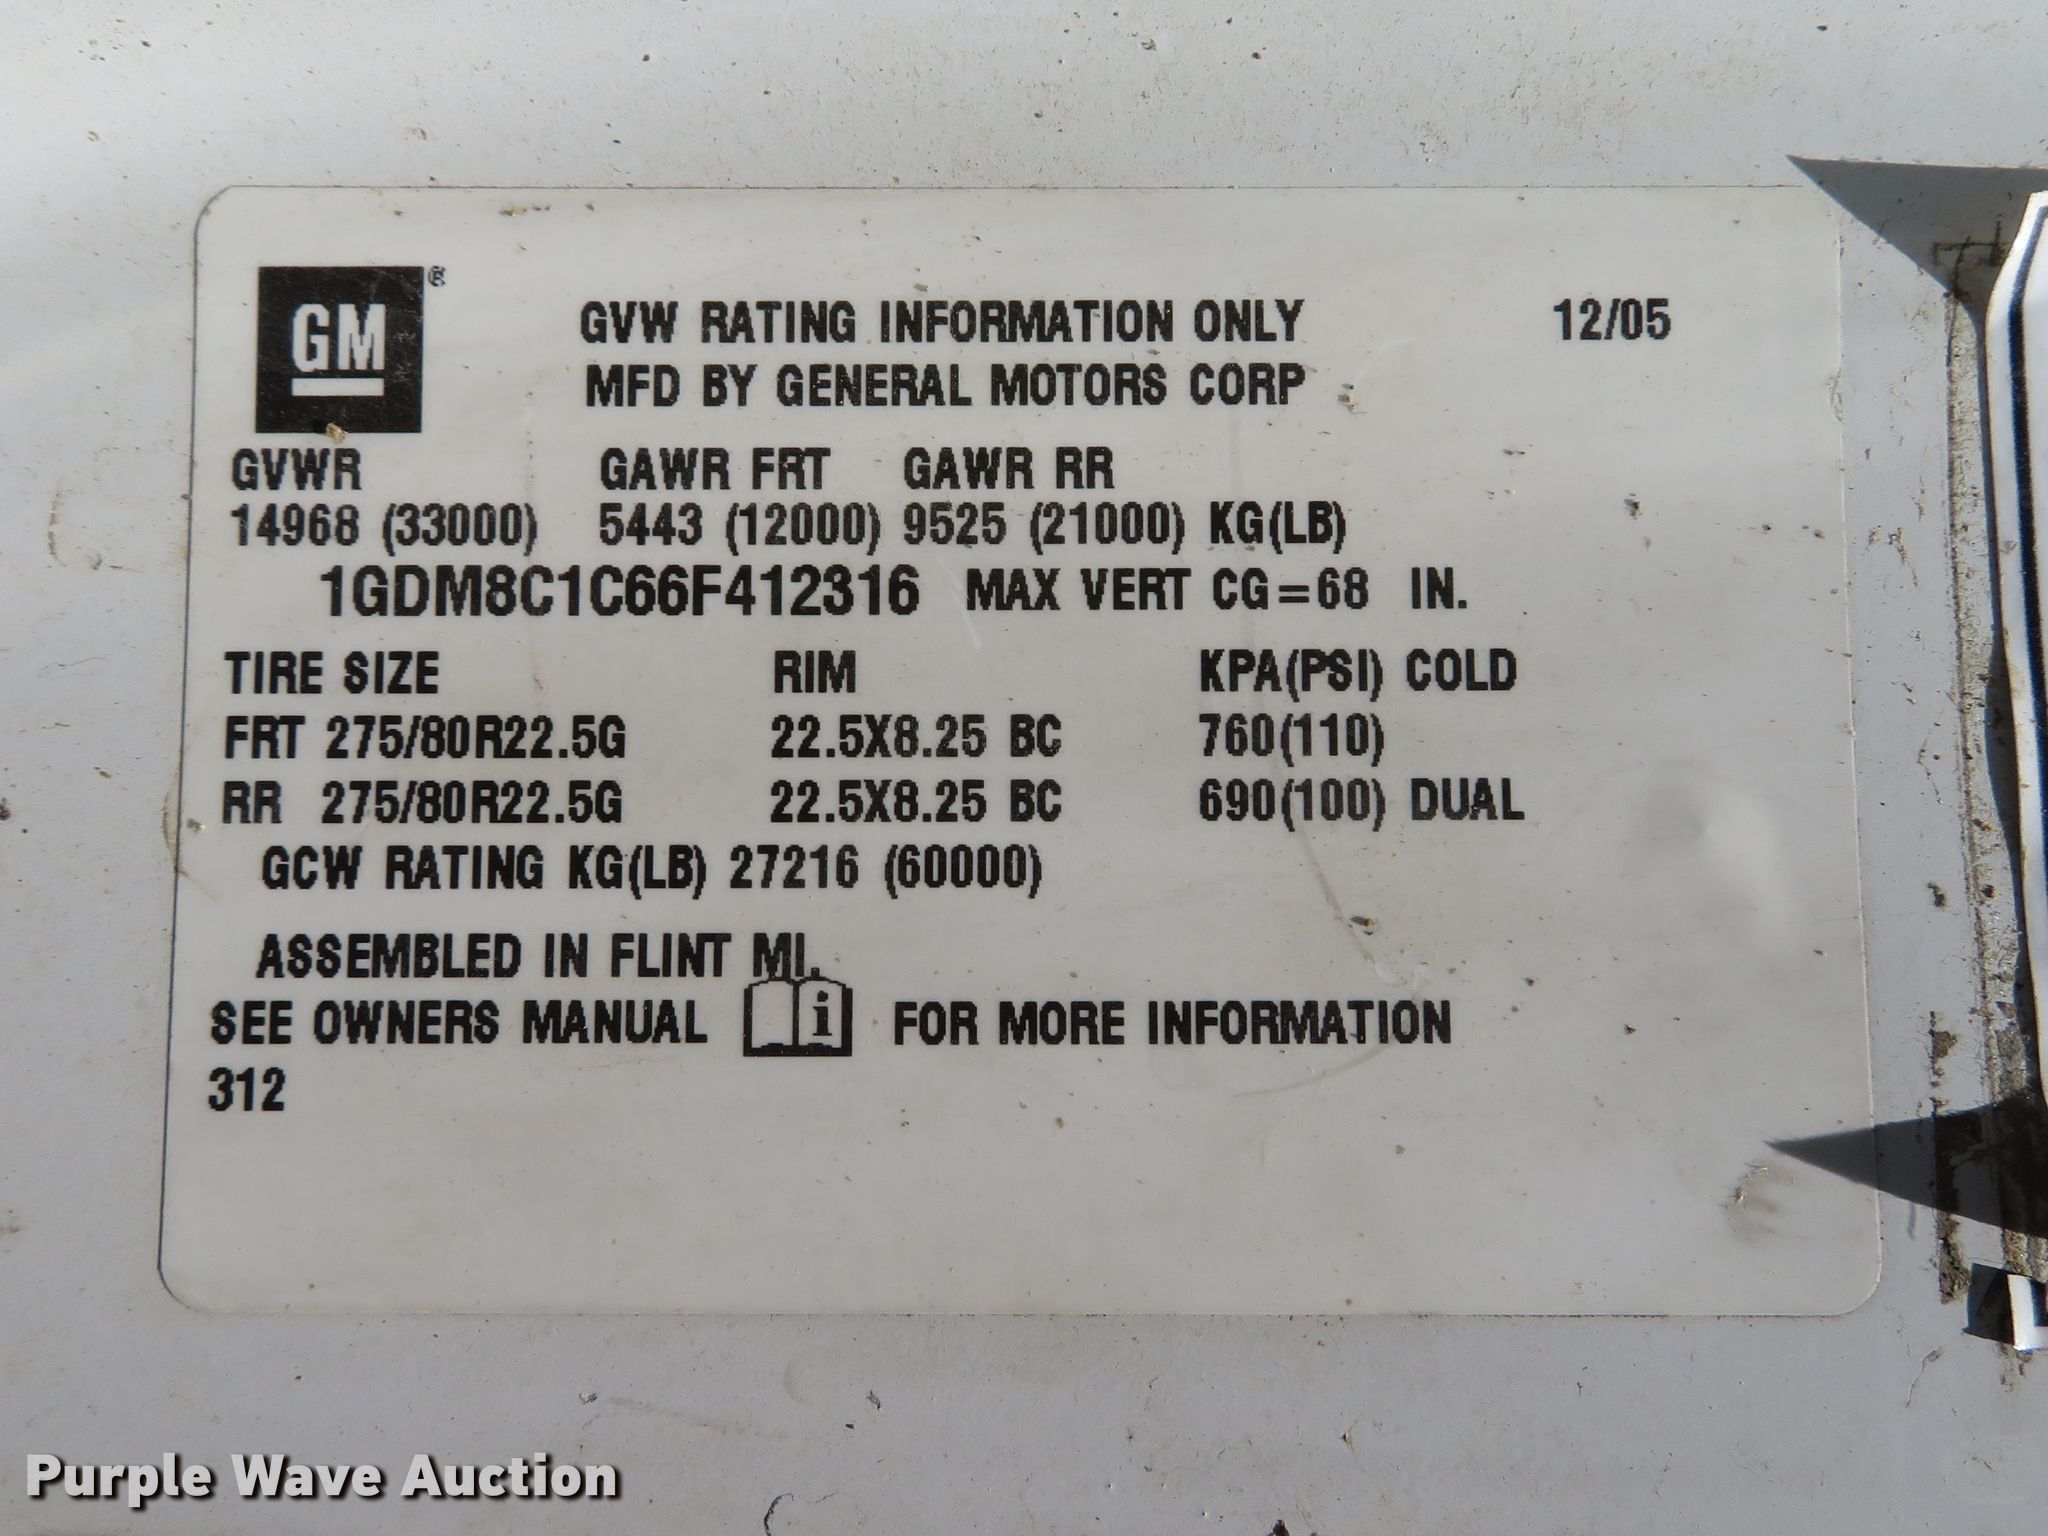 GM®
GVW RATING INFORMATION ONLY 12/05
MFD BY GENERAL MOTORS CORP
GVWR GAWR FRT GAWR RR
14968 (33000) 5443 (12000) 9525 (21000) KG(LB)
1GDM8C1C66F412316 MAX VERT CG=68 IN.
TIRE SIZE RIM KPA(PSI) COLD
FRT 275/80R22.5G 22.5X8.25 BC 760(110)
RR 275/80R22.5G 22.5X8.25 BC 690(100) DUAL
GCW RATING KG(LB) 27216 (60000)
ASSEMBLED IN FLINT MI.
SEE OWNERS MANUAL i FOR MORE INFORMATION
312
Purple Wave Auction